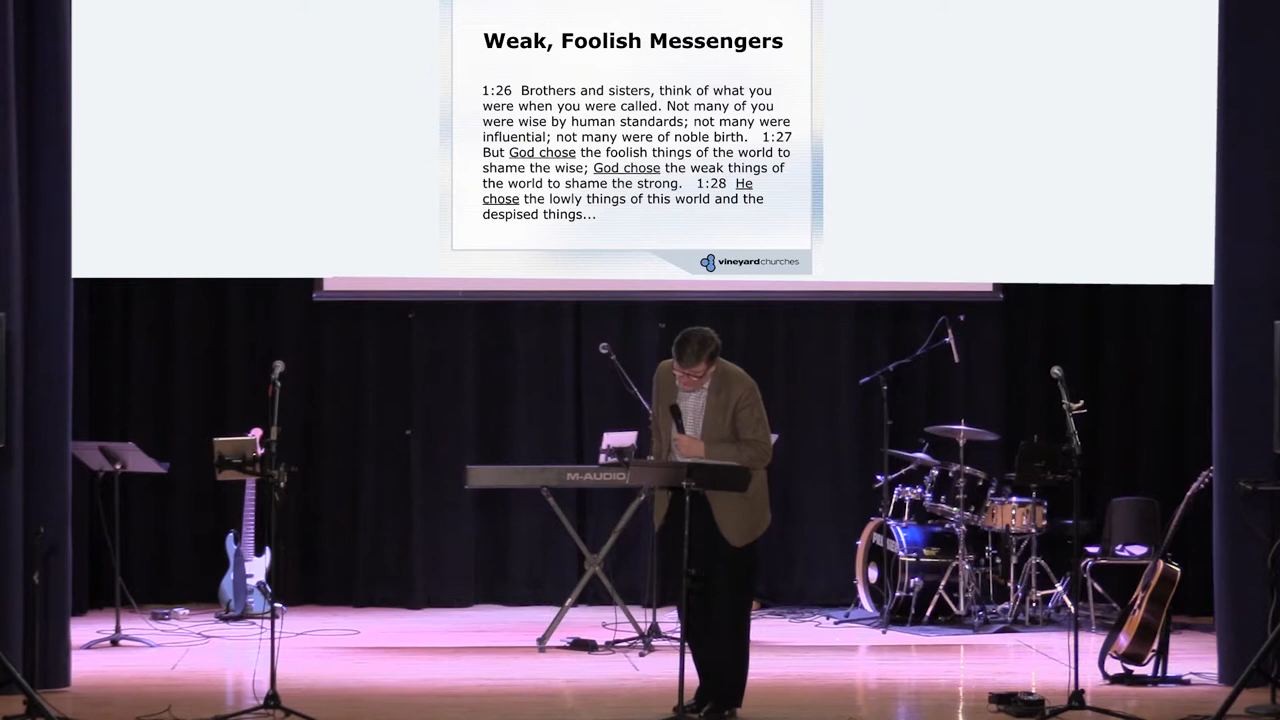 Weak, Foolish Messengers
1:26 Brothers and sisters, think of what you
were when you were called. Not many of you
were wise by human standards; not many were
influential; not many were of noble birth. 1:27
But God chose the foolish things of the world to
shame the wise; God chose the weak things of
the world to shame the strong. 1:28 He
chose the lowly things of this world and the
despised things...
vineyardchurches
M-AUDIO